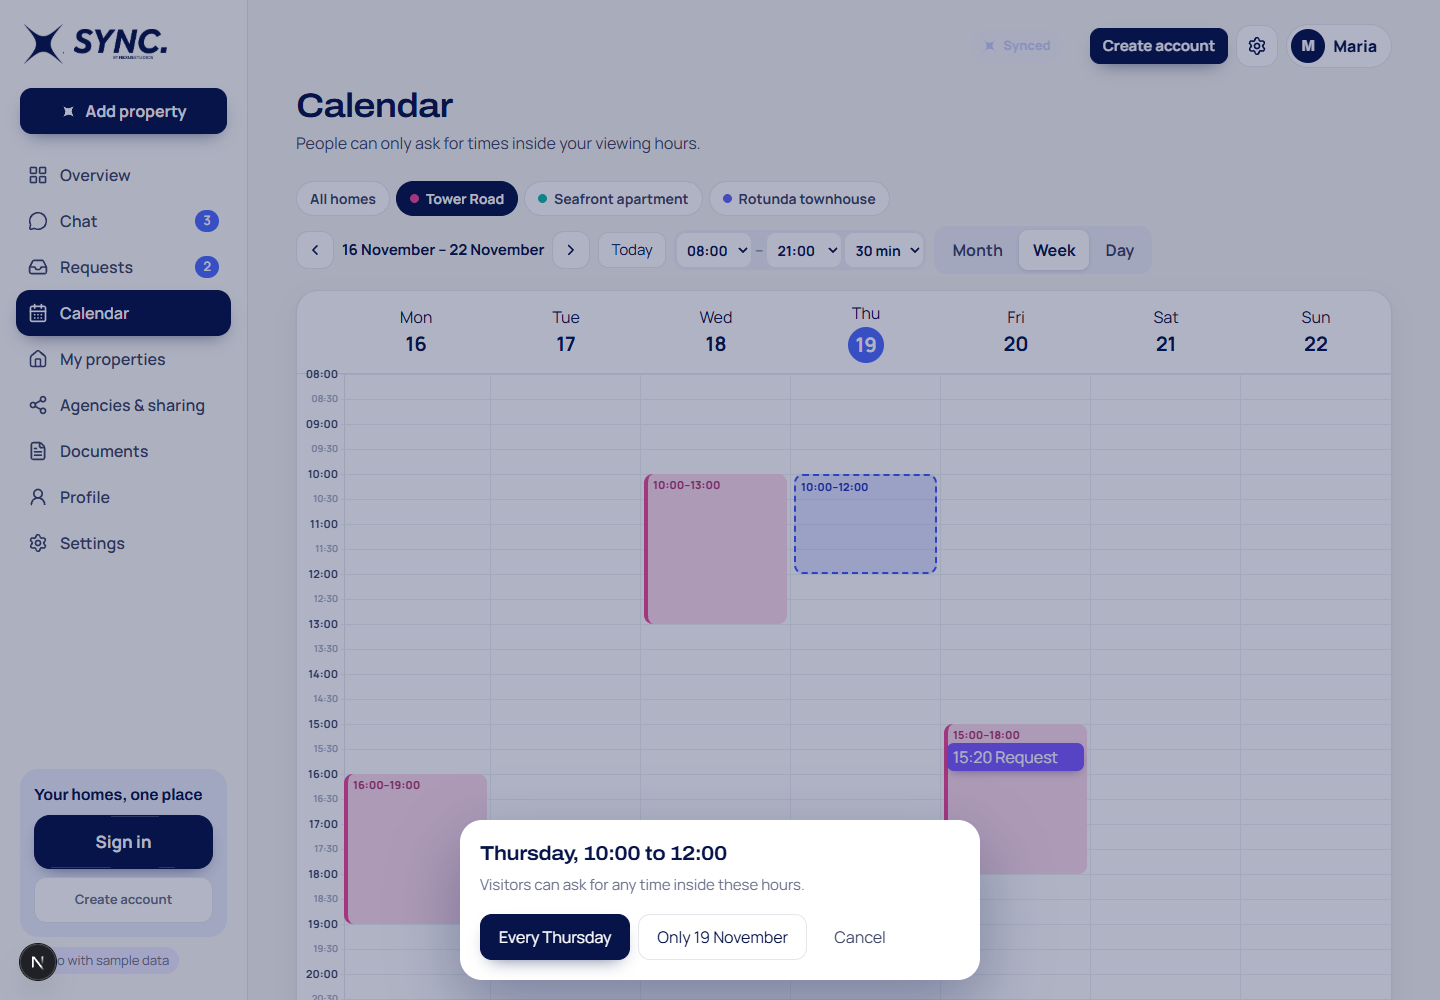 SYNC.
Add property
Overview
Chat 3
Requests 2
Calendar
My properties
Agencies & sharing
Documents
Profile
Settings
Your homes, one place
Sign in
Create account
N
o with sample data
Synced
Create account
M Maria
Calendar
People can only ask for times inside your viewing hours.
All homes Tower Road Seafront apartment Rotunda townhouse
16 November – 22 November Today 08:00 – 21:00 30 min Month Week Day
Mon Tue Wed Thu Fri Sat Sun
16 17 18 19 20 21 22
08:00
08:30
09:00
09:30
10:00
10:00–13:00
10:00–12:00
10:30
11:00
11:30
12:00
12:30
13:00
13:30
14:00
14:30
15:00
15:00–18:00
15:30
15:20 Request
16:00
16:00–19:00
16:30
17:00
17:30
18:00
18:30
19:00
19:30
20:00
20:30
Thursday, 10:00 to 12:00
Visitors can ask for any time inside these hours.
Every Thursday Only 19 November Cancel